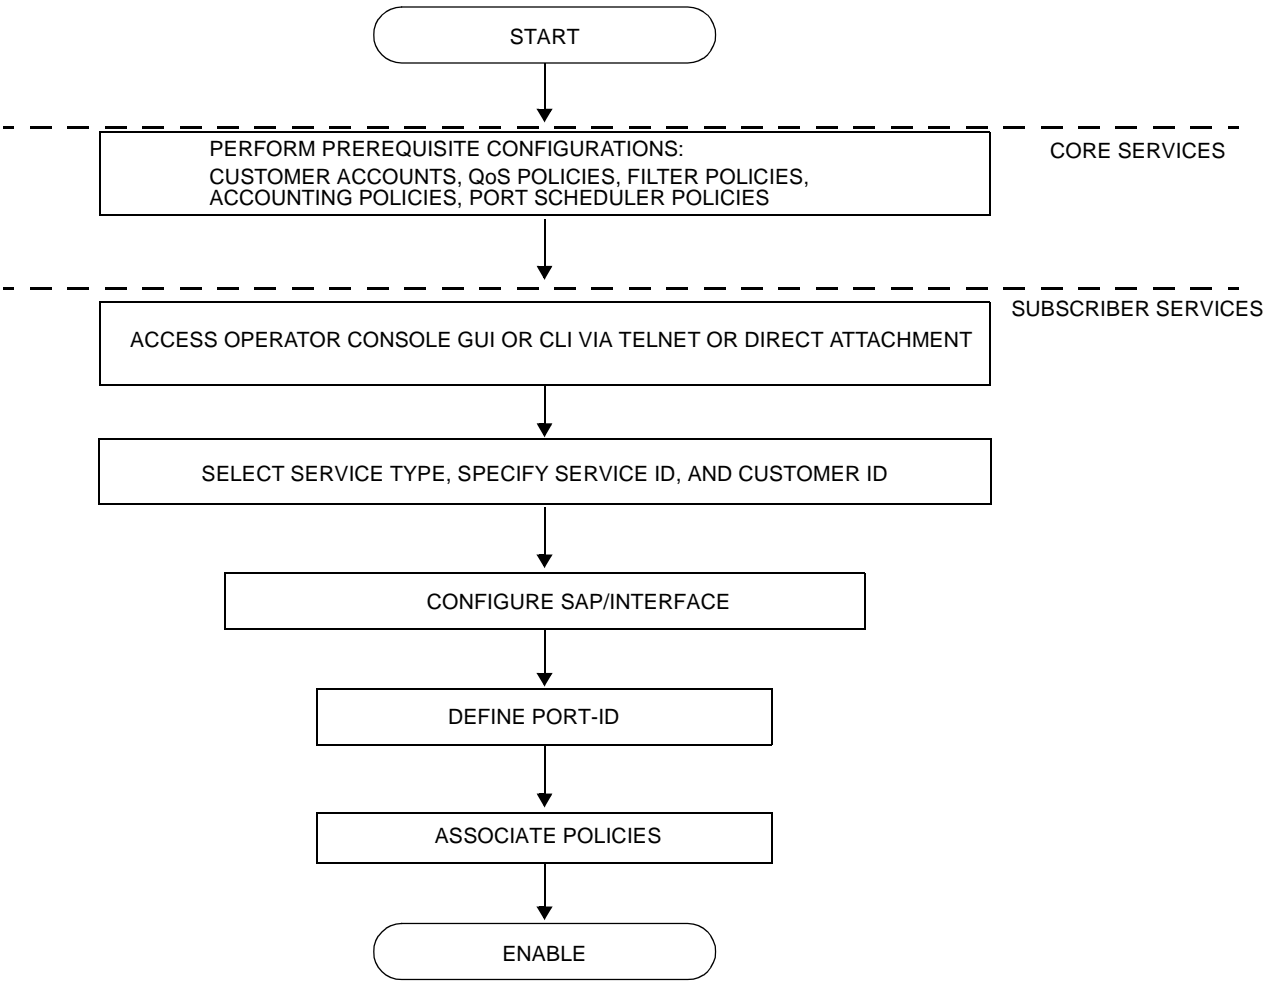 START
PERFORM PREREQUISITE CONFIGURATIONS:
CORE SERVICES
CUSTOMER ACCOUNTS, QoS POLICIES, FILTER POLICIES,
ACCOUNTING POLICIES, PORT SCHEDULER POLICIES
SUBSCRIBER SERVICES
ACCESS OPERATOR CONSOLE GUI OR CLI VIA TELNET OR DIRECT ATTACHMENT
SELECT SERVICE TYPE, SPECIFY SERVICE ID, AND CUSTOMER ID
CONFIGURE SAP/INTERFACE
DEFINE PORT-ID
ASSOCIATE POLICIES
ENABLE